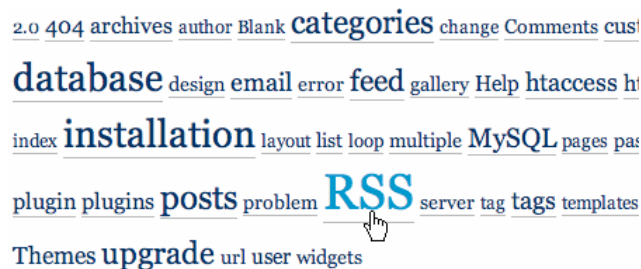 2.0 404 archives author Blank categories change Comments
database design email error feed gallery Help htaccess
index installation layout list loop multiple MySQL pages
plugin plugins posts problem RSS server tag tags templates
Themes upgrade url user widgets